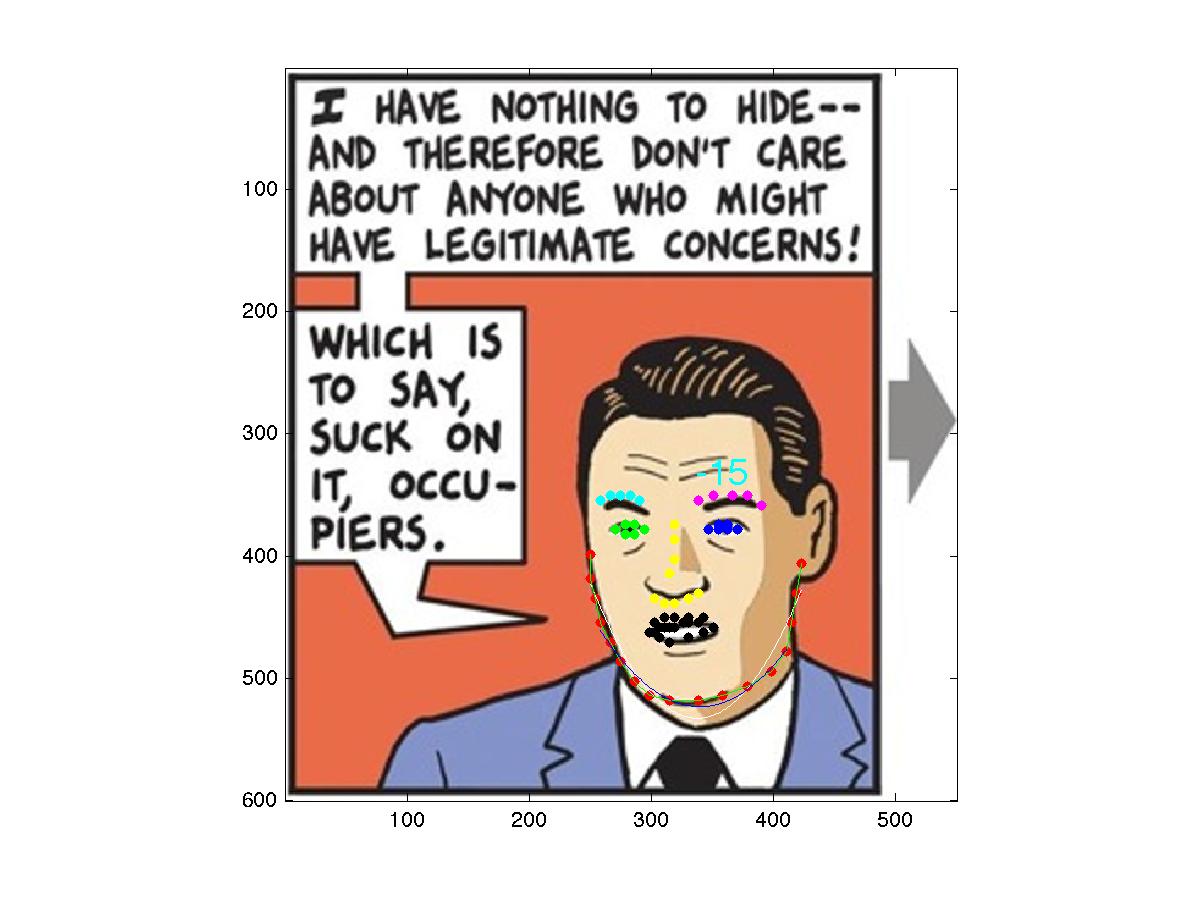 I HAVE NOTHING TO HIDE--
AND THEREFORE DON'T CARE
ABOUT ANYONE WHO MIGHT
HAVE LEGITIMATE CONCERNS!
WHICH IS
TO SAY,
SUCK ON
IT, OCCU-
PIERS.
-15
100
200
300
400
500
600
100
200
300
400
500